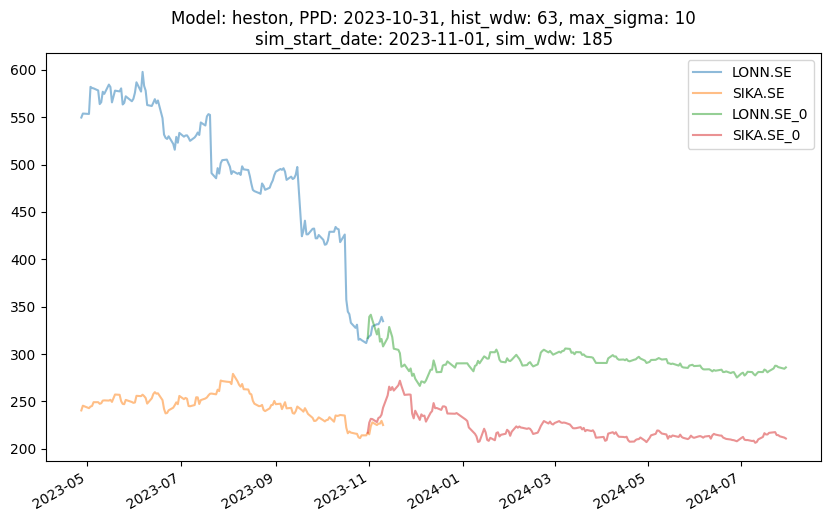 Model: heston, PPD: 2023-10-31, hist_wdw: 63, max_sigma: 10
sim_start_date: 2023-11-01, sim_wdw: 185
LONN.SE
SIKA.SE
LONN.SE_0
SIKA.SE_0
600
550
500
450
400
350
300
250
200
2023-05
2023-07
2023-09
2023-11
2024-01
2024-03
2024-05
2024-07